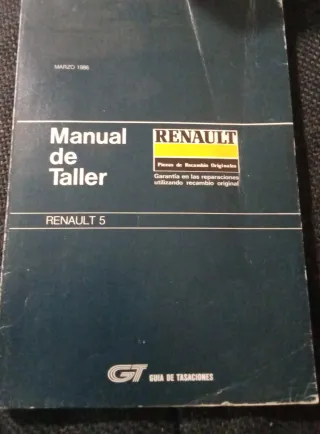 MARZO 1986
Manual
de
Taller
RENAULT
Piezas de Recambio Originales
Garantía en las reparaciones
utilizando recambio original
RENAULT 5
GT GUIA DE TASACIONES